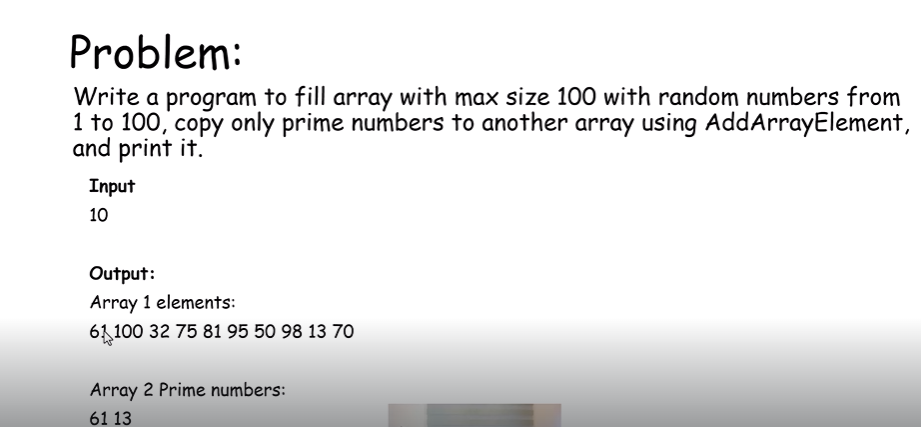 Problem:
Write a program to fill array with max size 100 with random numbers from
1 to 100, copy only prime numbers to another array using AddArrayElement,
and print it.
Input
10
Output:
Array 1 elements:
61 100 32 75 81 95 50 98 13 70
Array 2 Prime numbers:
61 13